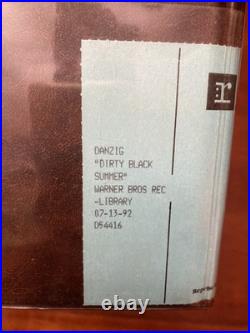 r
DANZIG
"DIRTY BLACK
SUMMER"
WARNER BROS REC
-LIBRARY
07-13-92
D54416